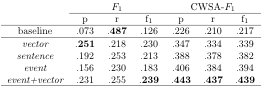 F1 CWSA-F1
p r f1 p r f1
baseline .073 .487 .126 .226 .210 .217
vector .251 .218 .230 .347 .334 .339
sentence .192 .253 .213 .388 .378 .382
event .156 .230 .183 .406 .384 .394
event+vector .231 .255 .239 .443 .437 .439